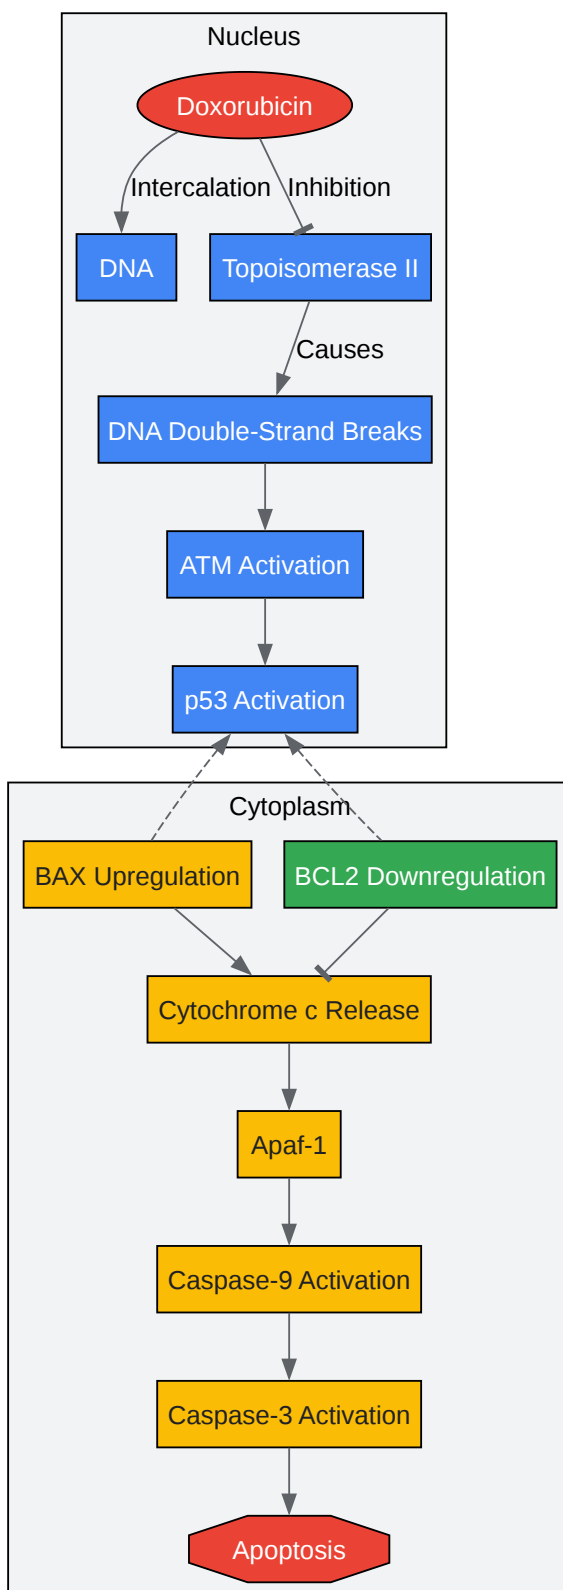 Nucleus
Doxorubicin
Intercalation
Inhibition
DNA
Topoisomerase II
Causes
DNA Double-Strand Breaks
ATM Activation
p53 Activation
Cytoplasm
BAX Upregulation
BCL2 Downregulation
Cytochrome c Release
Apaf-1
Caspase-9 Activation
Caspase-3 Activation
Apoptosis